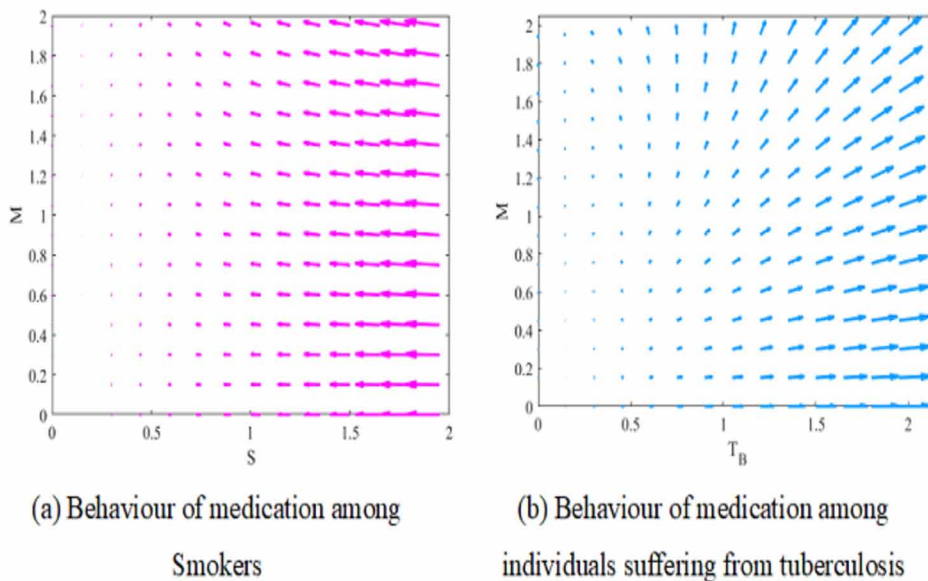 2
1.8
1.6
1.4
1.2
1
0.8
0.6
0.4
0.2
0
M
0 0.5 1 1.5 2
S
2
1.8
1.6
1.4
1.2
1
0.8
0.6
0.4
0.2
0
M
0 0.5 1 1.5 2
T_B
(a) Behaviour of medication among
Smokers
(b) Behaviour of medication among
individuals suffering from tuberculosis